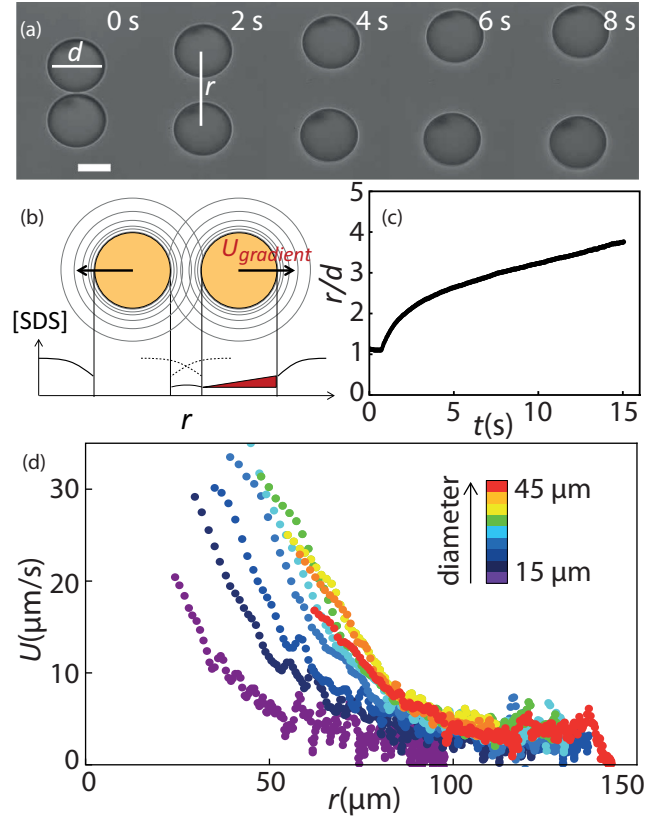 (a) 0 s 2 s 4 s 6 s 8 s
d
r
(b)
U gradient
[SDS]
r
(c)
r/d
5
4
3
2
1
0 5 10 15
t(s)
(d)
U(μm/s)
30
20
10
0
diameter
45 μm
15 μm
0 50 100 150
r(μm)